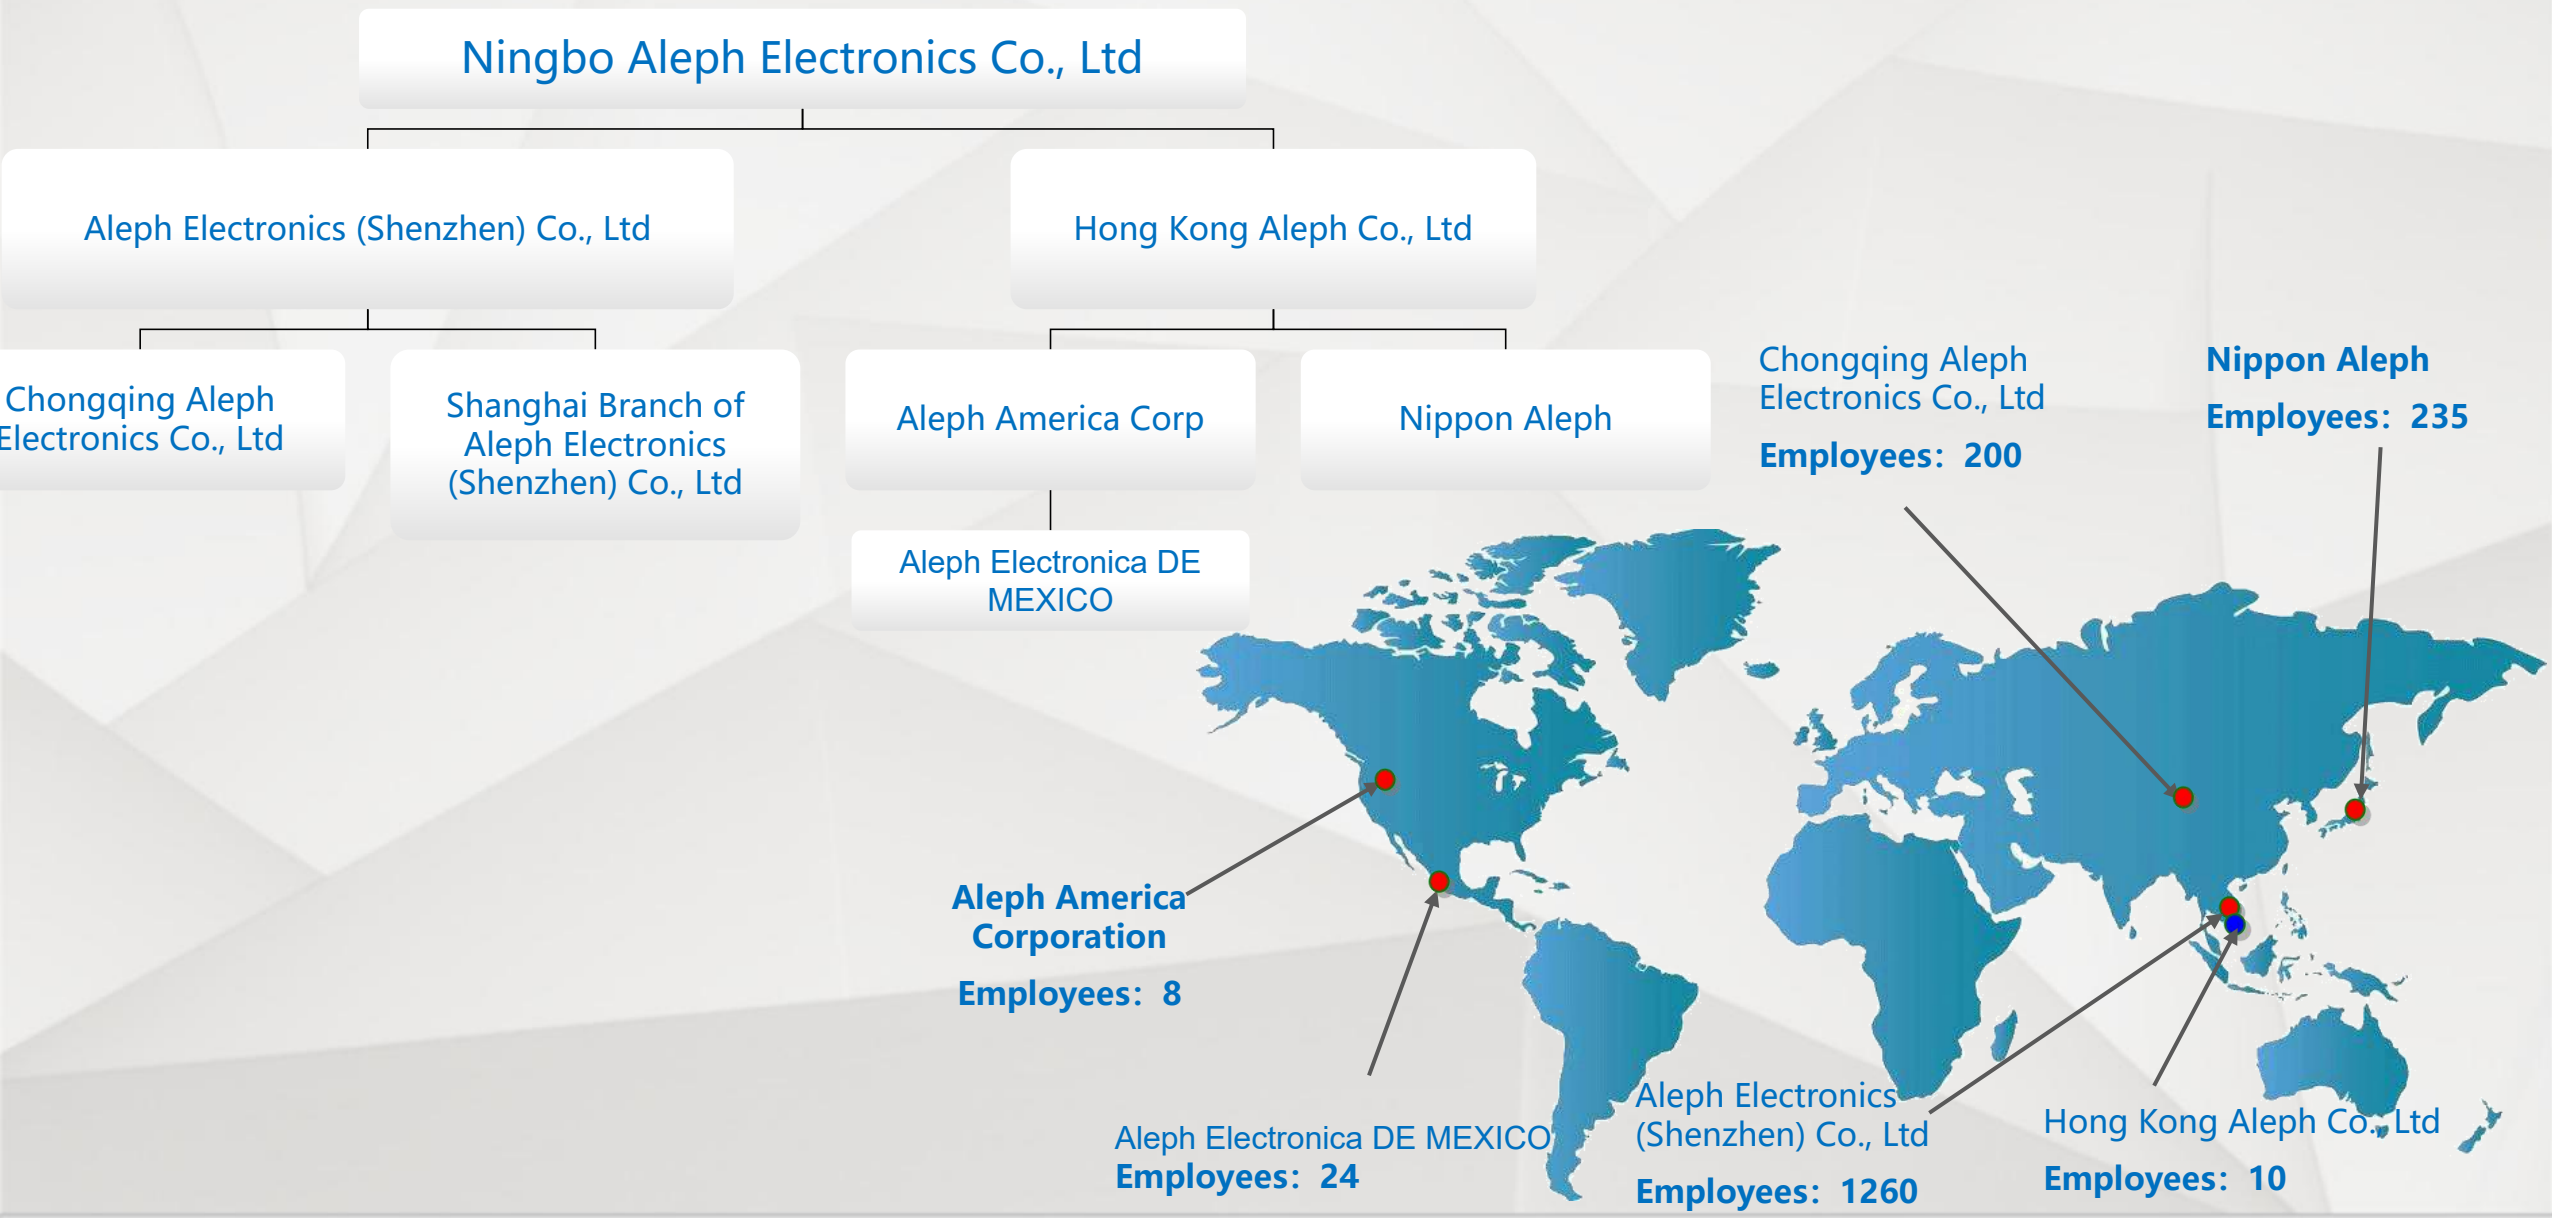 Ningbo Aleph Electronics Co., Ltd
Aleph Electronics (Shenzhen) Co., Ltd
Hong Kong Aleph Co., Ltd
Chongqing Aleph
Electronics Co., Ltd
Shanghai Branch of
Aleph Electronics
(Shenzhen) Co., Ltd
Aleph America Corp
Nippon Aleph
Aleph Electronica DE
MEXICO
Chongqing Aleph
Electronics Co., Ltd
Employees：200
Nippon Aleph
Employees：235
Aleph America
Corporation
Employees：8
Aleph Electronica DE MEXICO
Employees：24
Aleph Electronics
(Shenzhen) Co., Ltd
Employees：1260
Hong Kong Aleph Co., Ltd
Employees：10